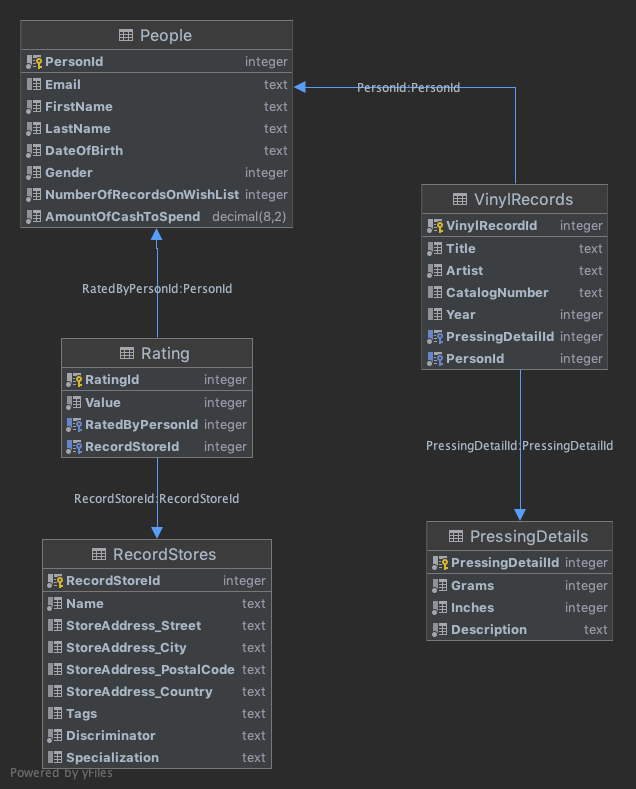 People
PersonId integer
Email text
FirstName text
LastName text
DateOfBirth text
Gender integer
NumberOfRecordsOnWishList integer
AmountOfCashToSpend decimal(8,2)
PersonId:PersonId
VinylRecords
VinylRecordId integer
Title text
Artist text
CatalogNumber text
Year integer
PressingDetailId integer
PersonId integer
RatedByPersonId:PersonId
Rating
RatingId integer
Value integer
RatedByPersonId integer
RecordStoreId integer
PressingDetailId:PressingDetailId
RecordStoreId:RecordStoreId
RecordStores
RecordStoreId integer
Name text
StoreAddress_Street text
StoreAddress_City text
StoreAddress_PostalCode text
StoreAddress_Country text
Tags text
Discriminator text
Specialization text
PressingDetails
PressingDetailId integer
Grams integer
Inches integer
Description text
Powered by yFiles